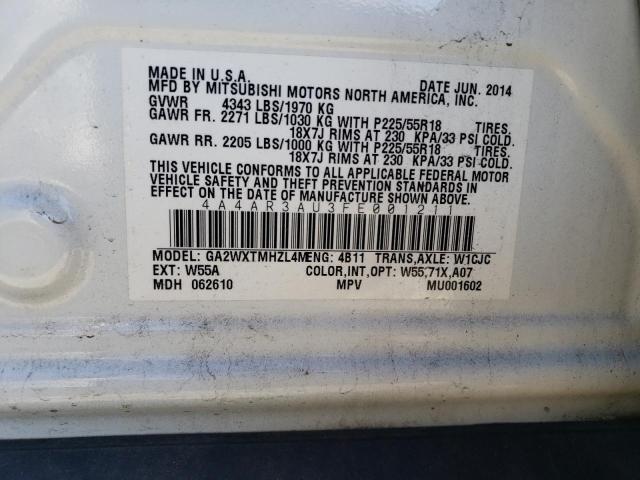 MADE IN U.S.A. DATE JUN. 2014
MFD BY MITSUBISHI MOTORS NORTH AMERICA, INC.
GVWR 4343 LBS/1970 KG
GAWR FR. 2271 LBS/1030 KG WITH P225/55R18 TIRES.
18X7J RIMS AT 230 KPA/33 PSI COLD.
GAWR RR. 2205 LBS/1000 KG WITH P225/55R18 TIRES.
18X7J RIMS AT 230 KPA/33 PSI COLD.
THIS VEHICLE CONFORMS TO ALL APPLICABLE FEDERAL MOTOR
VEHICLE SAFETY AND THEFT PREVENTION STANDARDS IN
EFFECT ON THE DATE OF MANUFACTURE SHOWN ABOVE.
4A4AR3AU3FE001211
MODEL: GA2WXTMHZL4M ENG: 4B11 TRANS,AXLE: W1CJC
EXT: W55A COLOR,INT,OPT: W55,71X,A07
MDH 062610 MPV MU001602